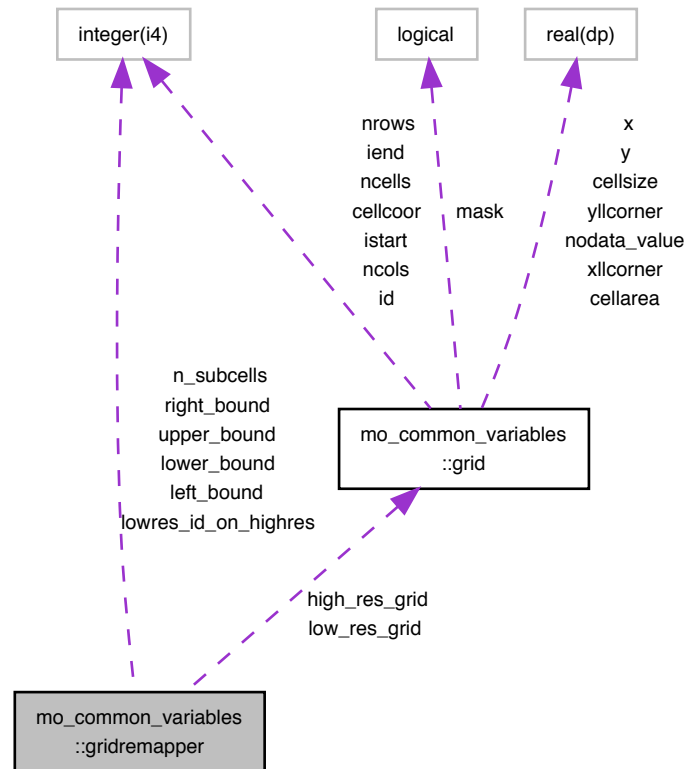 integer(i4)
logical
real(dp)
nrows
iend
ncells
cellcoor
istart
ncols
id
mask
x
y
cellsize
yllcorner
nodata_value
xllcorner
cellarea
n_subcells
right_bound
upper_bound
lower_bound
left_bound
lowres_id_on_highres
mo_common_variables
::grid
high_res_grid
low_res_grid
mo_common_variables
::gridremapper